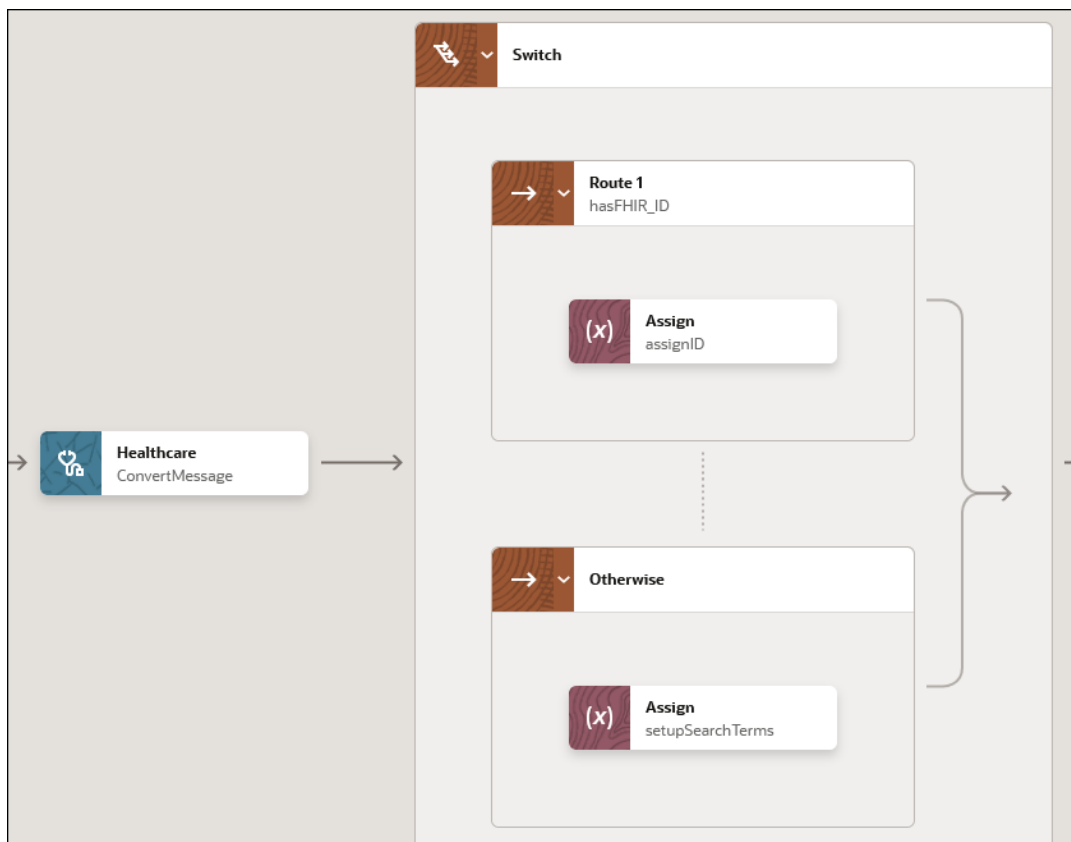 Switch
Route 1
hasFHIR_ID
(x)
Assign
assignID
Healthcare
ConvertMessage
Otherwise
(x)
Assign
setupSearchTerms